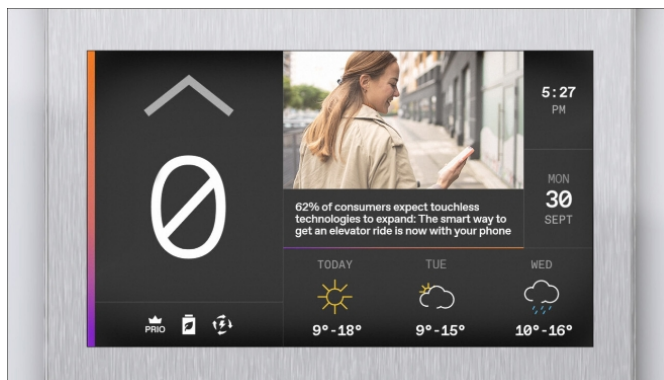 0
PRIO
62% of consumers expect touchless
technologies to expand: The smart way to
get an elevator ride is now with your phone
5:27
PM
MON
30
SEPT
TODAY
TUE
WED
9°-18°
9°-15°
10°-16°